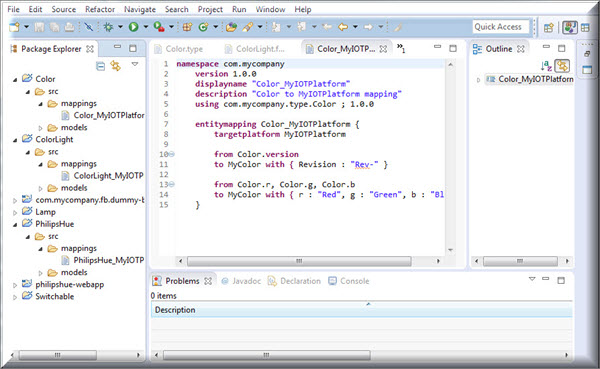 File Edit Source Refactor Navigate Search Project Run Window Help
Quick Access
Package Explorer
Color
src
mappings
Color_MyIOTPlatfor
models
ColorLight
src
mappings
ColorLight_MyIOTP
models
com.mycompany.fb.dummy-b
Lamp
PhilipsHue
src
mappings
PhilipsHue_MyIOTP
models
philipshue-webapp
Switchable
Color.type ColorLight.f... Color_MyIOTP... »1
1 namespace com.mycompany
2 version 1.0.0
3 displayname "Color_MyIOTPlatform"
4 description "Color to MyIOTPlatform mapping"
5 using com.mycompany.type.Color ; 1.0.0
6
7 entitymapping Color_MyIOTPlatform {
8 targetplatform MyIOTPlatform
9
10 from Color.version
11 to MyColor with { Revision : "Rev-" }
12
13 from Color.r, Color.g, Color.b
14 to MyColor with { r : "Red", g : "Green", b : "Bl
15 }
Outline
Color_MyIOTPlatform
Problems @ Javadoc Declaration Console
0 items
Description